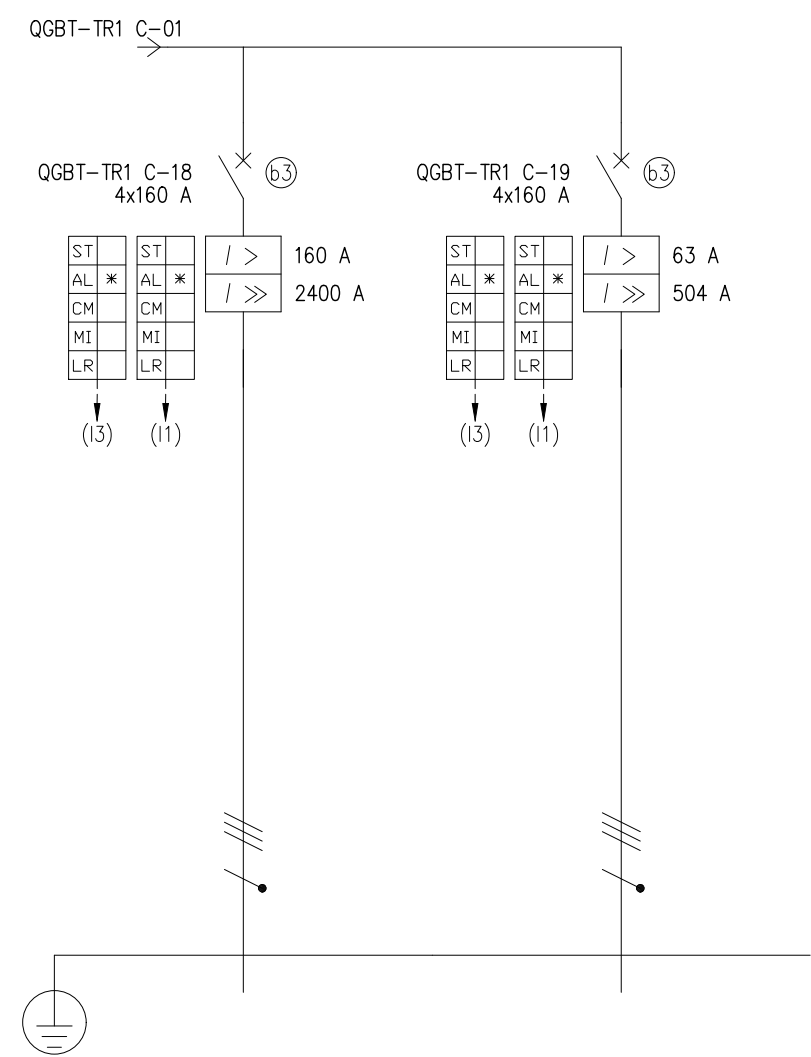 QGBT-TR1 C-01
QGBT-TR1 C-18
4x160 A
b3
ST
AL *
CM
MI
LR
(I3)
ST
AL *
CM
MI
LR
(I1)
I > 160 A
I >> 2400 A
QGBT-TR1 C-19
4x160 A
b3
ST
AL *
CM
MI
LR
(I3)
ST
AL *
CM
MI
LR
(I1)
I > 63 A
I >> 504 A